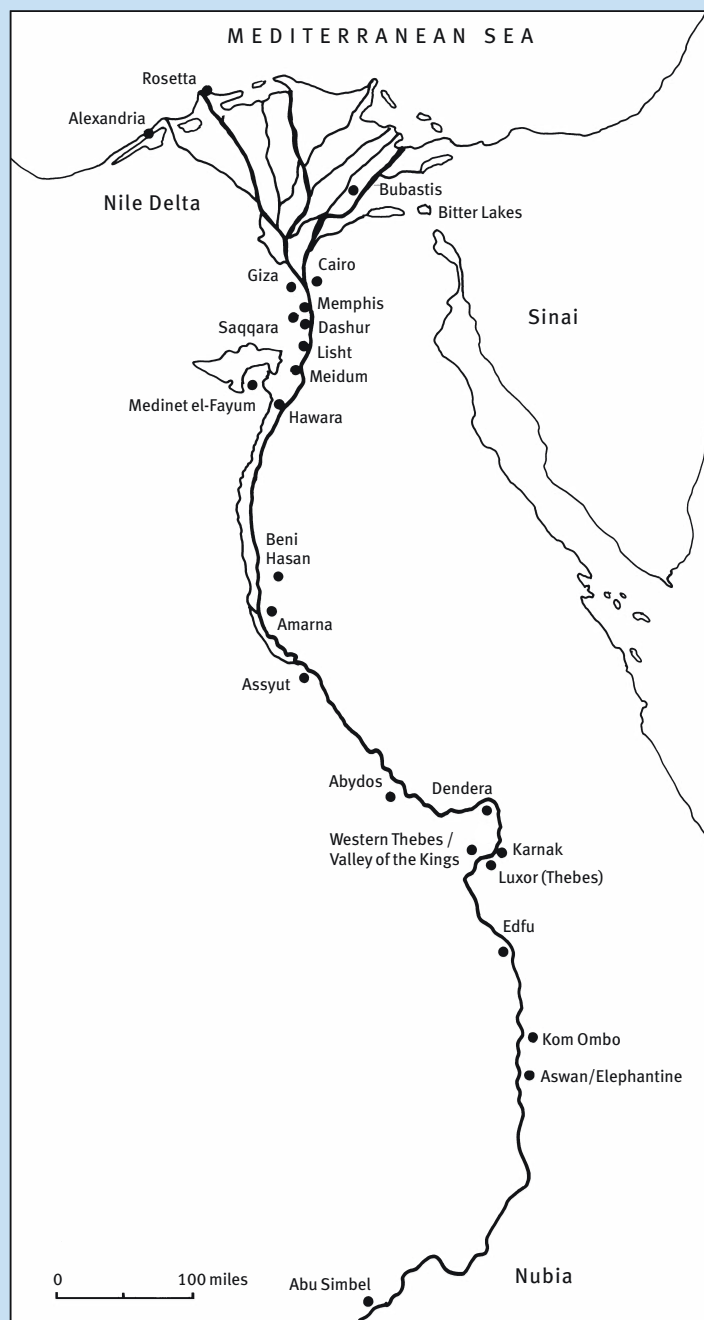 MEDITERRANEAN SEA
Rosetta
Alexandria
Nile Delta
Bubastis
Bitter Lakes
Cairo
Giza
Memphis
Saqqara
Dashur
Sinai
Lisht
Meidum
Medinet el-Fayum
Hawara
Beni
Hasan
Amarna
Assyut
Abydos
Dendera
Western Thebes /
Valley of the Kings
Karnak
Luxor (Thebes)
Edfu
Kom Ombo
Aswan/Elephantine
0 100 miles
Abu Simbel
Nubia